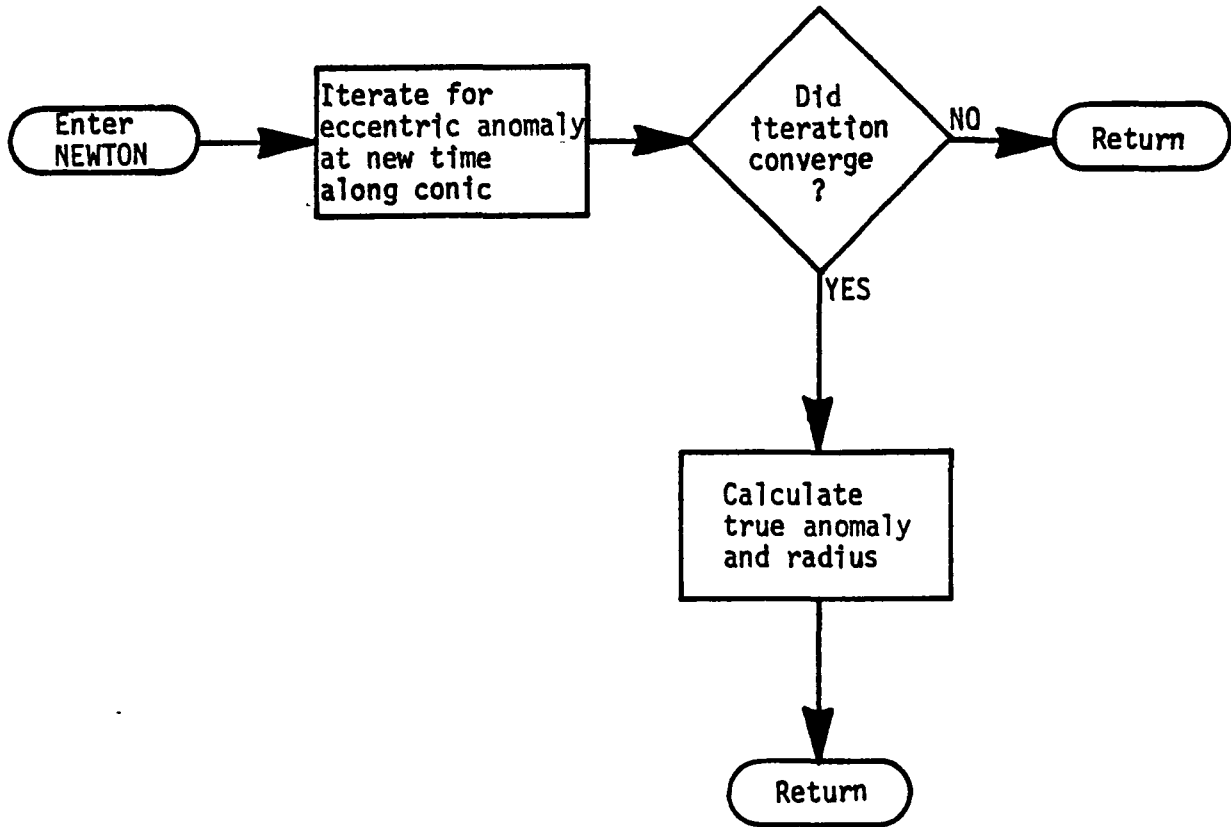 Enter
NEWTON
Iterate for
eccentric anomaly
at new time
along conic
Did
iteration
converge
?
NO
Return
YES
Calculate
true anomaly
and radius
Return